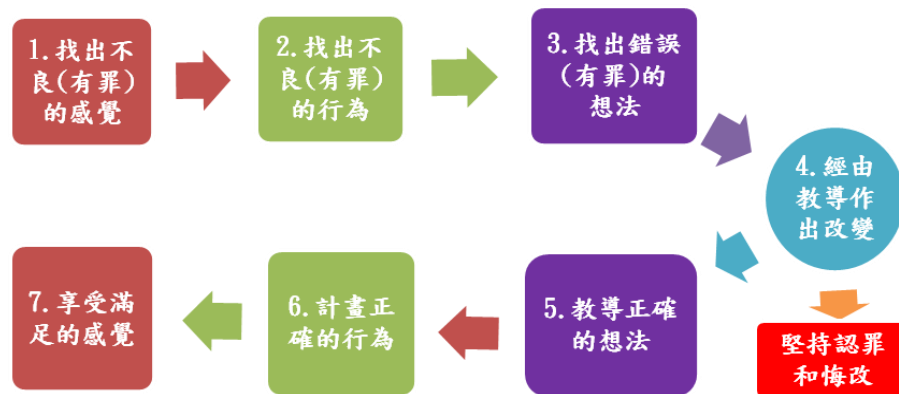 1.找出不
良(有罪)
的感覺
2.找出不
良(有罪)
的行為
3.找出錯誤
(有罪)的
想法
4.經由
教導作
出改變
堅持認罪
和悔改
5.教導正確
的想法
6.計畫正
確的行為
7.享受滿
足的感覺